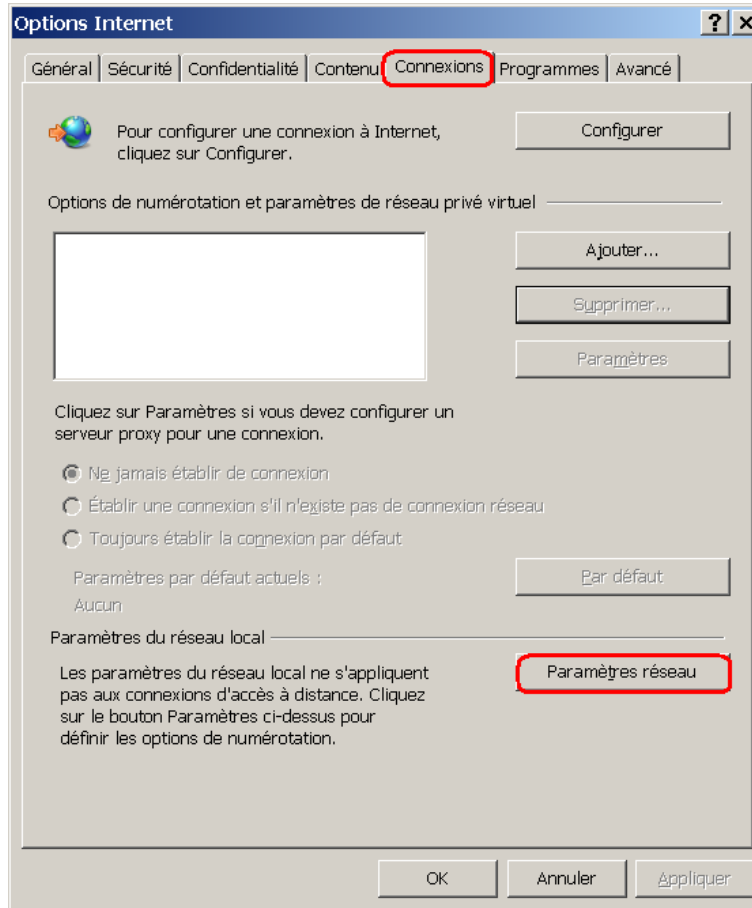 Options Internet
Général Sécurité Confidentialité Contenu Connexions Programmes Avancé
Pour configurer une connexion à Internet,
cliquez sur Configurer.
Configurer
Options de numérotation et paramètres de réseau privé virtuel
Ajouter...
Supprimer...
Paramètres
Cliquez sur Paramètres si vous devez configurer un
serveur proxy pour une connexion.
Ne jamais établir de connexion
Établir une connexion s'il n'existe pas de connexion réseau
Toujours établir la connexion par défaut
Paramètres par défaut actuels :
Aucun
Par défaut
Paramètres du réseau local
Les paramètres du réseau local ne s'appliquent
pas aux connexions d'accès à distance. Cliquez
sur le bouton Paramètres ci-dessus pour
définir les options de numérotation.
Paramètres réseau
OK Annuler Appliquer